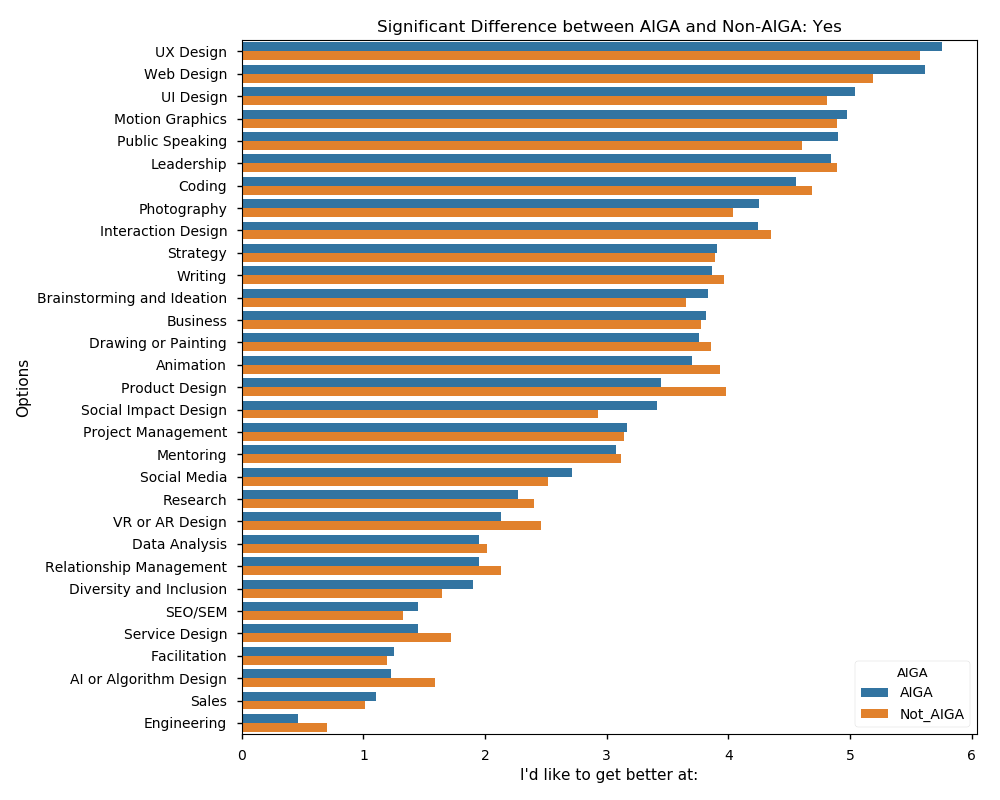 Significant Difference between AIGA and Non-AIGA: Yes
Options
UX Design
Web Design
UI Design
Motion Graphics
Public Speaking
Leadership
Coding
Photography
Interaction Design
Strategy
Writing
Brainstorming and Ideation
Business
Drawing or Painting
Animation
Product Design
Social Impact Design
Project Management
Mentoring
Social Media
Research
VR or AR Design
Data Analysis
Relationship Management
Diversity and Inclusion
SEO/SEM
Service Design
Facilitation
AI or Algorithm Design
Sales
Engineering
AIGA
AIGA
Not_AIGA
0 1 2 3 4 5 6
I'd like to get better at: